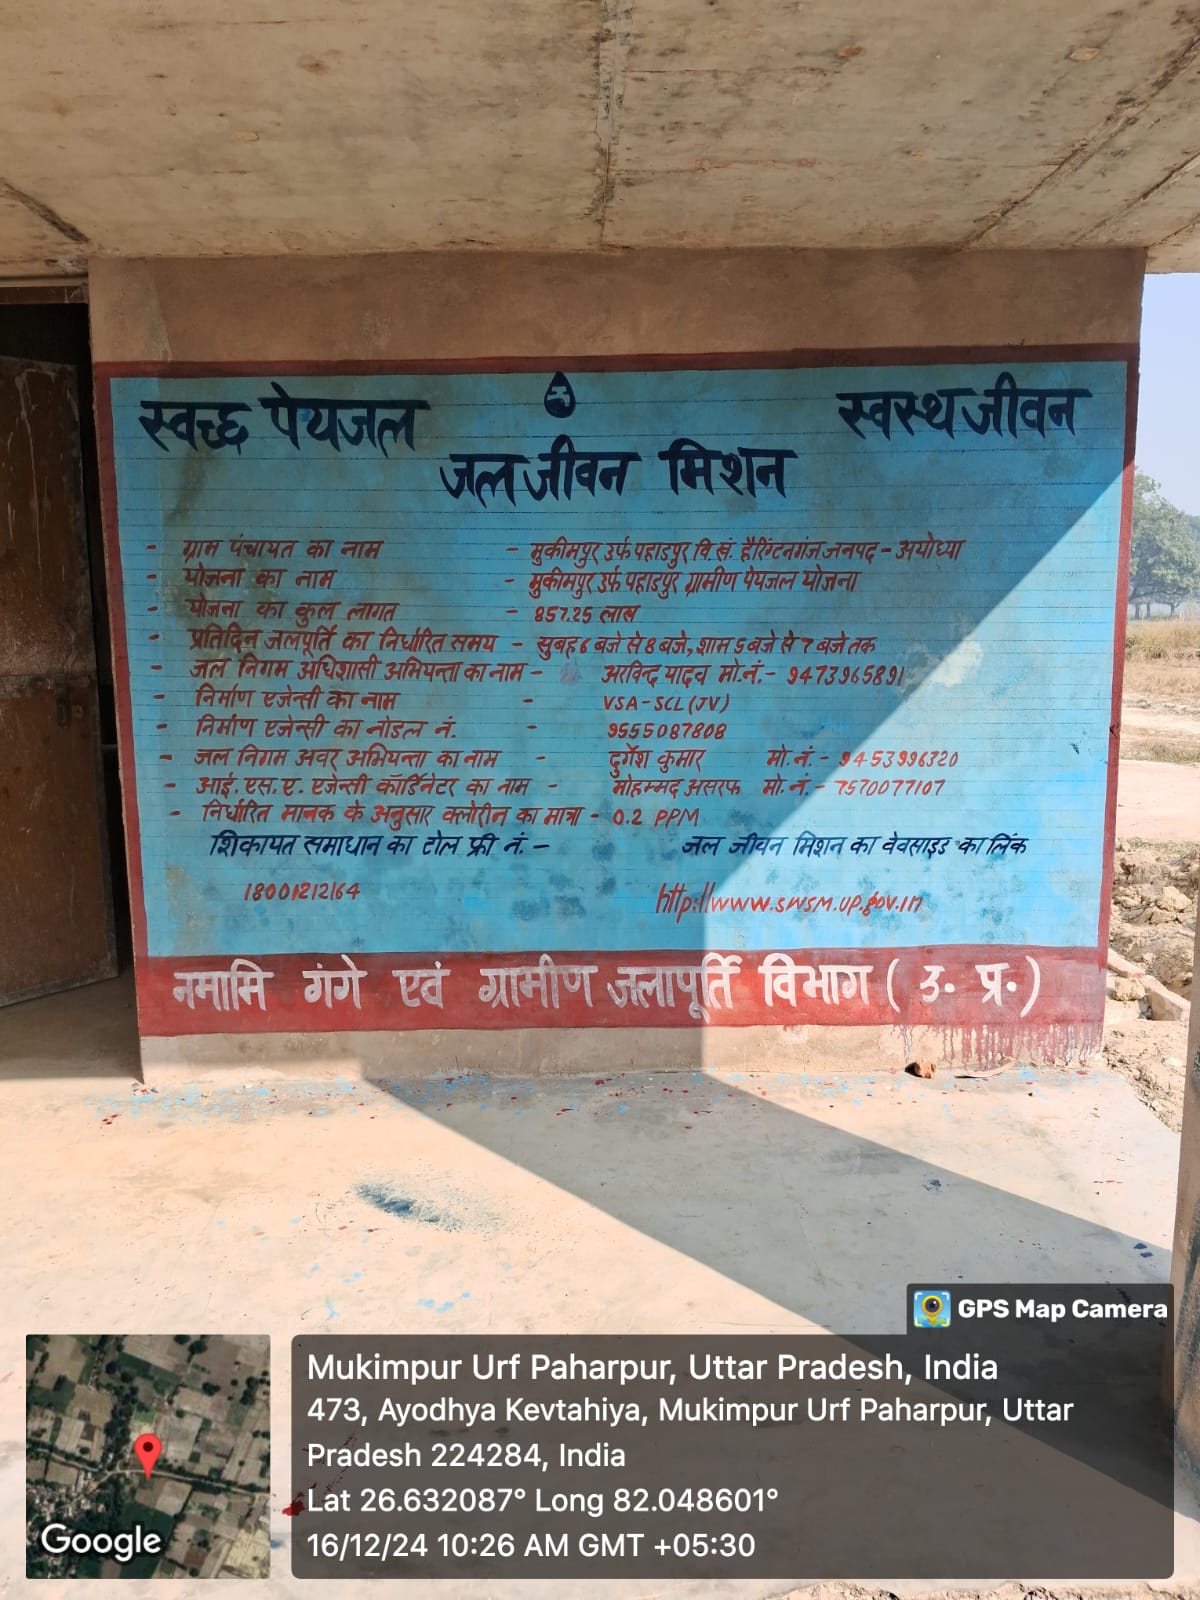 स्वच्छ पेयजल
स्वस्थ जीवन
जल जीवन मिशन
- ग्राम पंचायत का नाम - मुकीमपुर उर्फ पहाडपुर वि.खं. हैरिंग्टनगंज जनपद - अयोध्या
- योजना का नाम - मुकीमपुर उर्फ पहाडपुर ग्रामीण पेयजल योजना
- योजना का कुल लागत - 857.25 लाख
- प्रतिदिन जलपूर्ति का निर्धारित समय - सुबह 6 बजे से 8 बजे, शाम 5 बजे से 7 बजे तक
- जल निगम अधिशासी अभियन्ता का नाम - अरविन्द यादव मो.नं.- 9473965891
- निर्माण एजेन्सी का नाम - VSA-SCL (JV)
- निर्माण एजेन्सी का नोडल नं. - 9555087808
- जल निगम अवर अभियन्ता का नाम - दुर्गेश कुमार मो.नं.- 9453996320
- आई.एस.ए. एजेन्सी कॉर्डिनेटर का नाम - मोहम्मद असरफ मो.नं.- 7570077107
- निर्धारित मानक के अनुसार क्लोरीन का मात्रा - 0.2 PPM
शिकायत समाधान का टोल फ्री नं.- जल जीवन मिशन का वेबसाइड का लिंक
18001212164 http://www.swsm.up.gov.in
नमामि गंगे एवं ग्रामीण जलापूर्ति विभाग ( उ. प्र. )
GPS Map Camera
Mukimpur Urf Paharpur, Uttar Pradesh, India
473, Ayodhya Kevtahiya, Mukimpur Urf Paharpur, Uttar
Pradesh 224284, India
Lat 26.632087° Long 82.048601°
16/12/24 10:26 AM GMT +05:30
Google